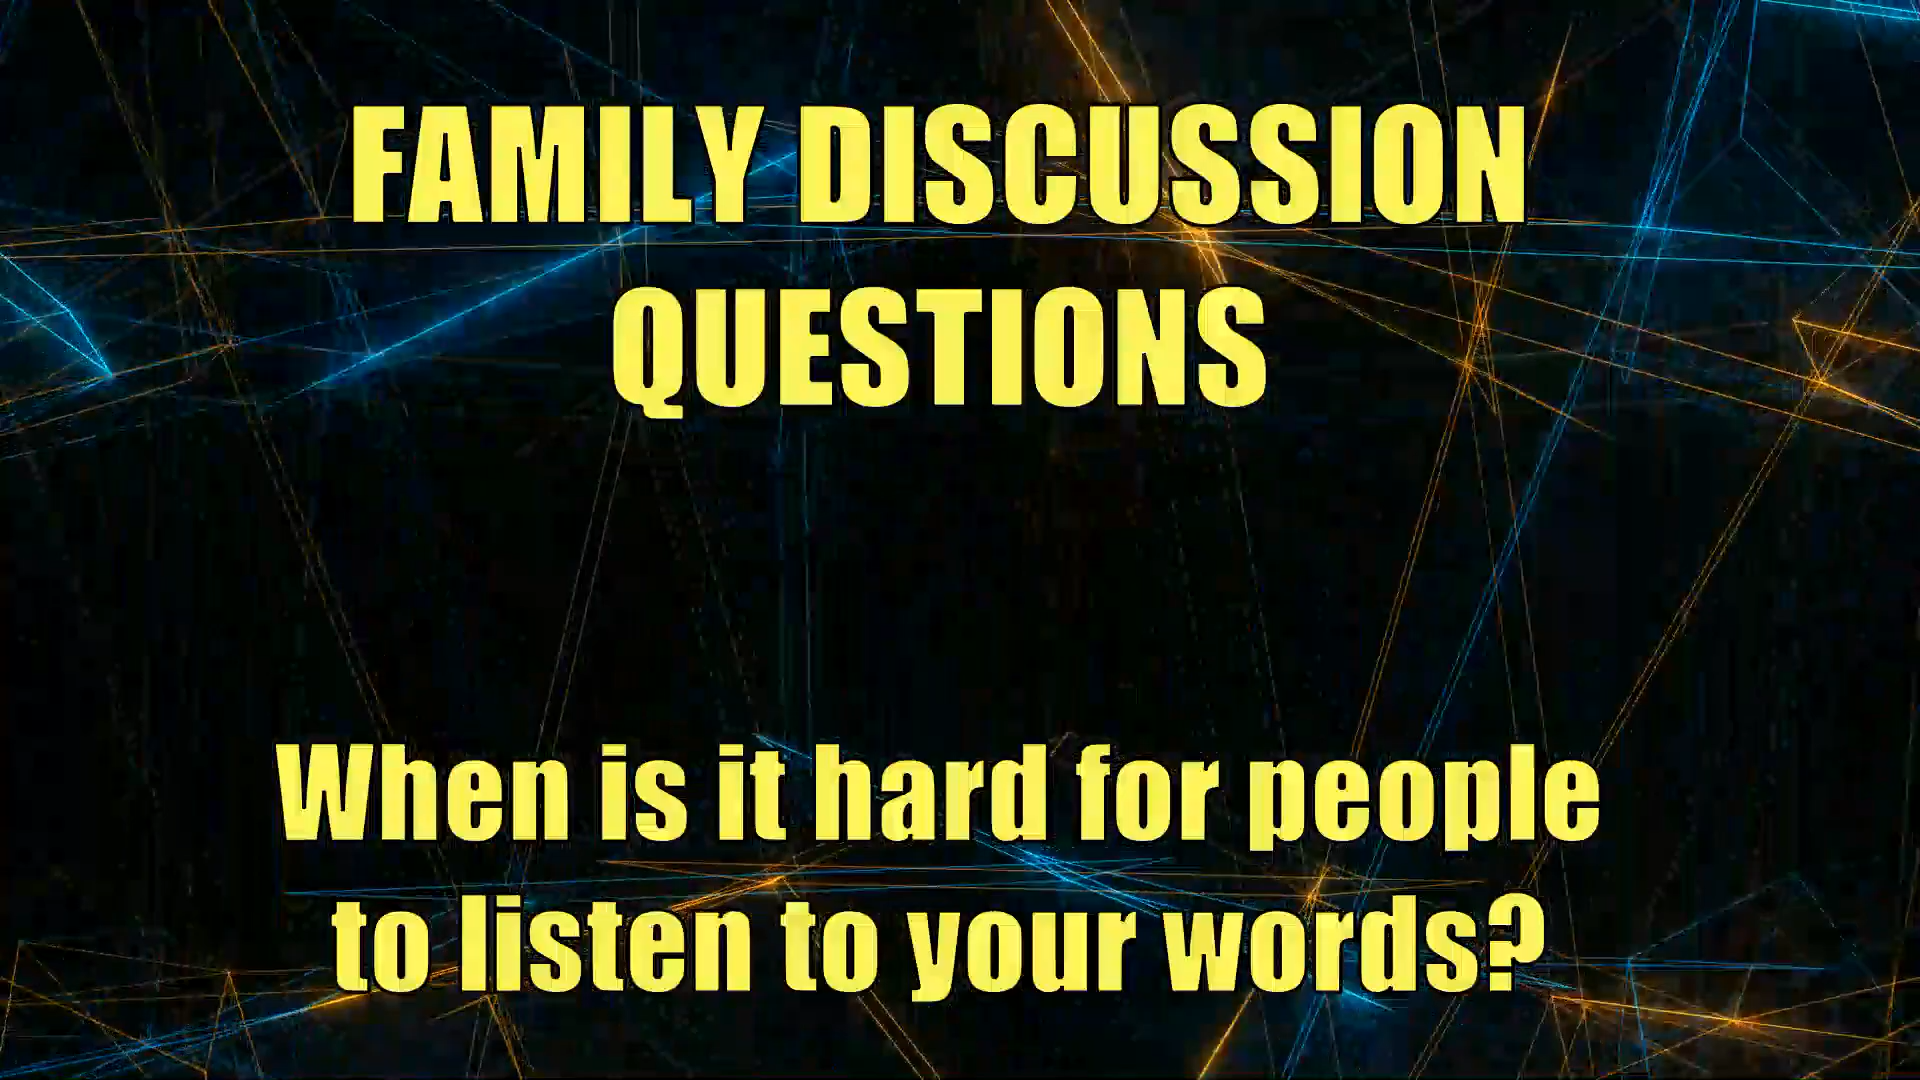 FAMILY DISCUSSION
QUESTIONS
When is it hard for people
to listen to your words?